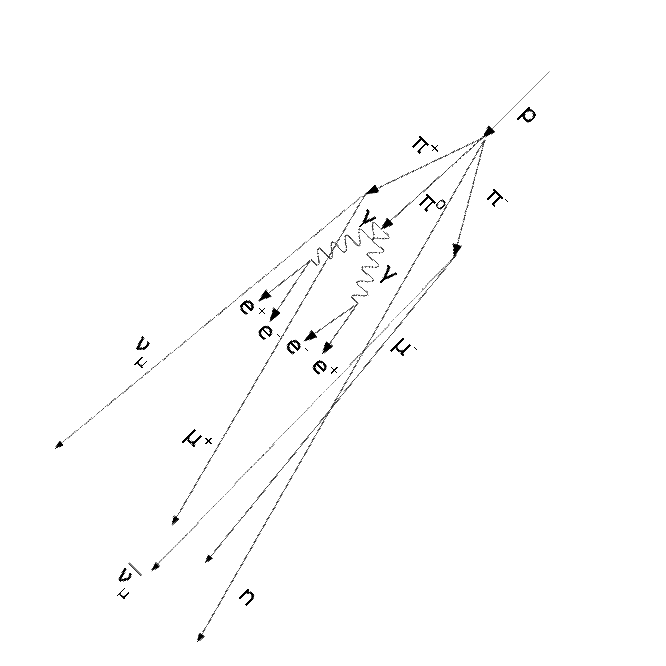 p
π+
π-
π0
γ
γ
e+
e-
e-
e+
ν
μ
μ-
μ+
ν̄
μ
n